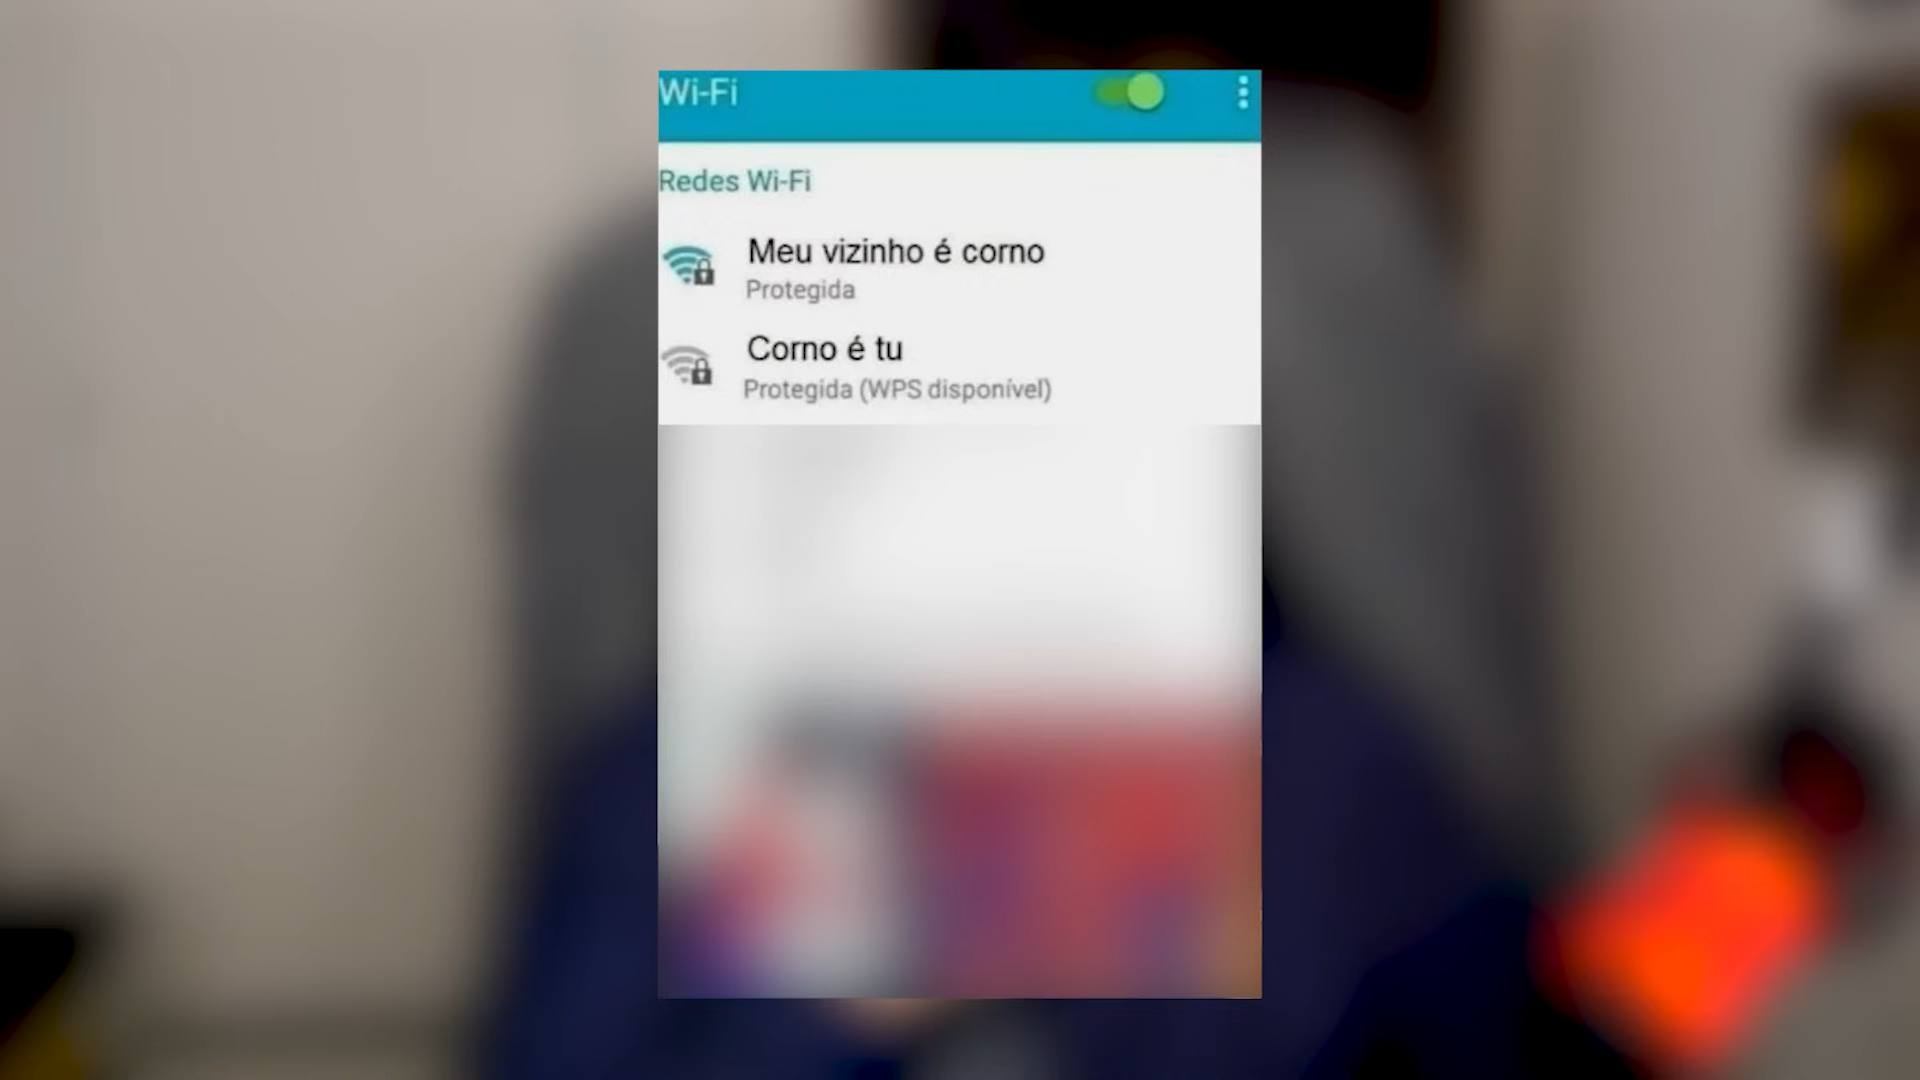 Wi-Fi
Redes Wi-Fi
Meu vizinho é corno
Protegida
Corno é tu
Protegida (WPS disponível)